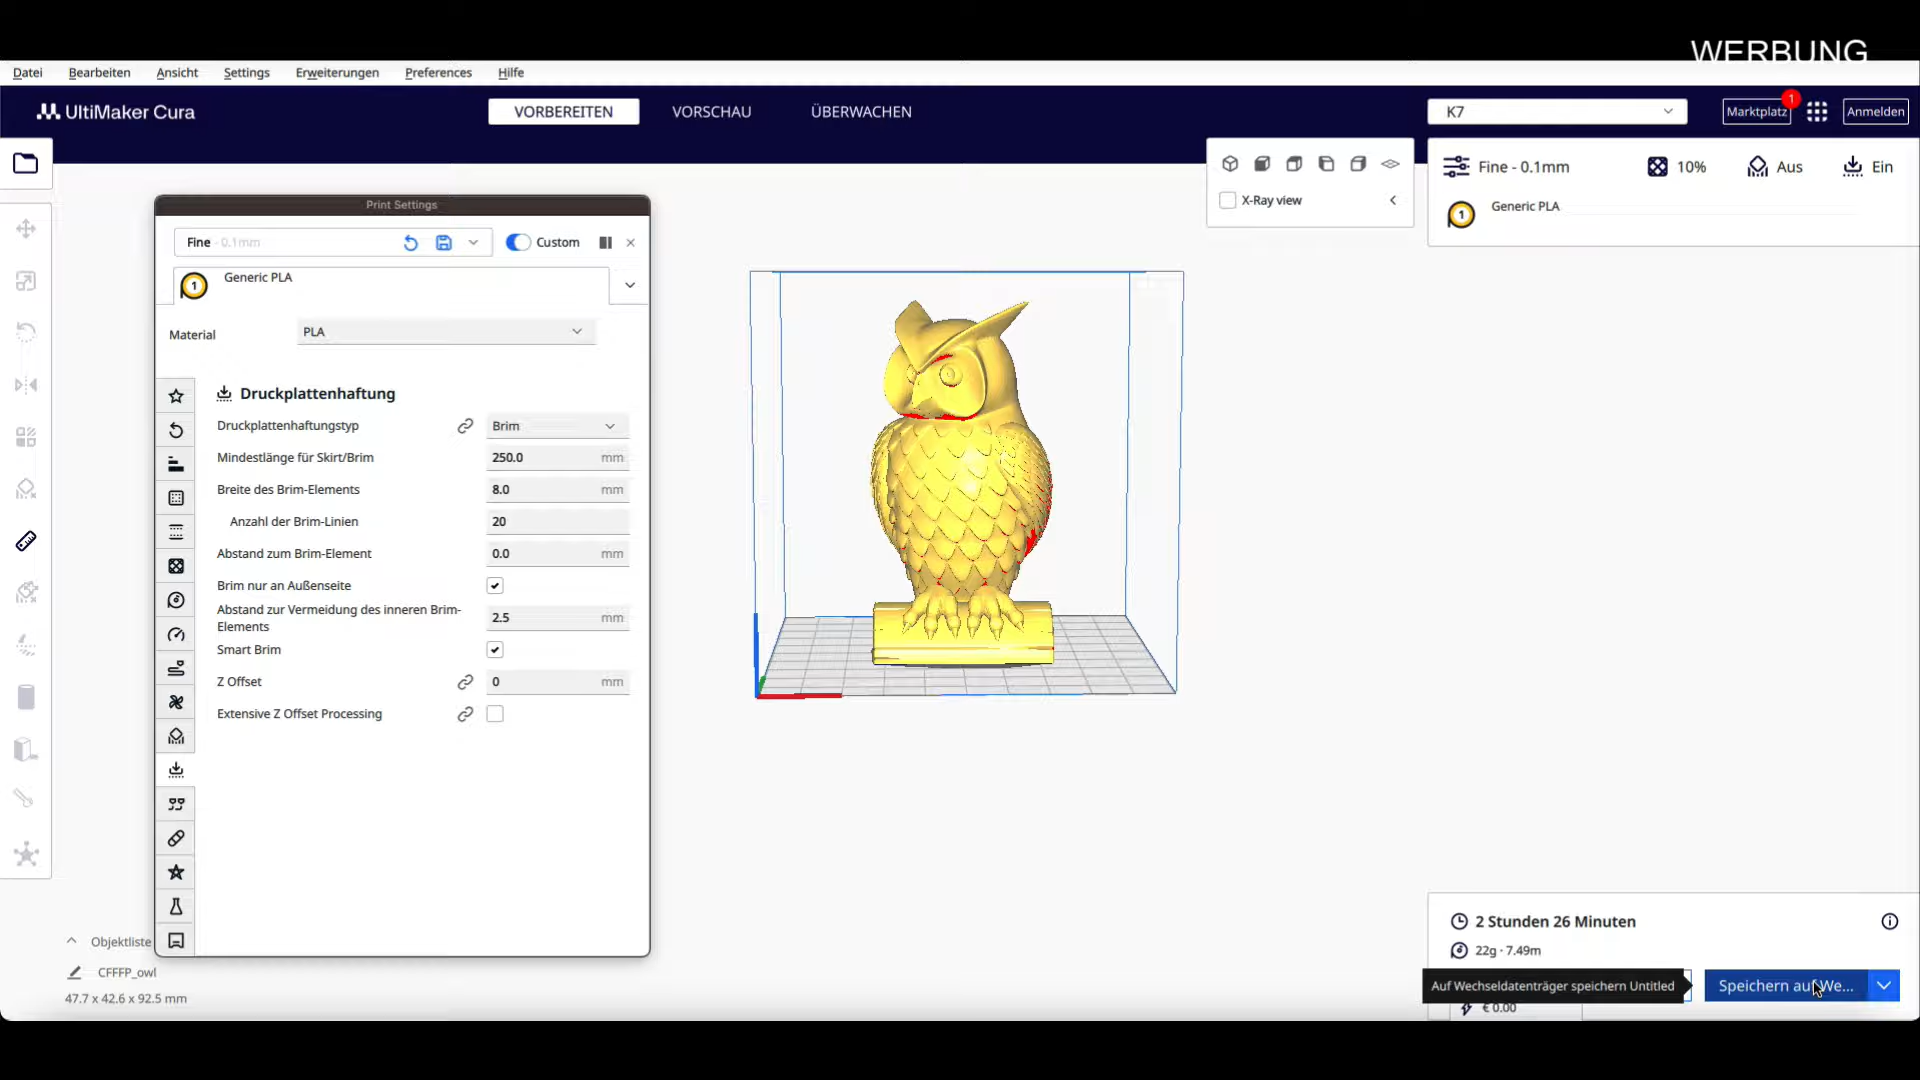 WERBUNG
Datei Bearbeiten Ansicht Settings Erweiterungen Preferences Hilfe
UltiMaker Cura VORBEREITEN VORSCHAU ÜBERWACHEN K7 Marktplatz 1 Anmelden
X-Ray view
Fine - 0.1mm 10% Aus Ein
1 Generic PLA
Print Settings
Fine - 0.1mm Custom
1 Generic PLA
Material PLA
Druckplattenhaftung
Druckplattenhaftungstyp Brim
Mindestlänge für Skirt/Brim 250.0 mm
Breite des Brim-Elements 8.0 mm
Anzahl der Brim-Linien 20
Abstand zum Brim-Element 0.0 mm
Brim nur an Außenseite
Abstand zur Vermeidung des inneren Brim-
Elements 2.5 mm
Smart Brim
Z Offset 0 mm
Extensive Z Offset Processing
Objektliste
CFFFP_owl
47.7 x 42.6 x 92.5 mm
2 Stunden 26 Minuten
22g · 7.49m
Auf Wechseldatenträger speichern Untitled
Speichern auf We...
€ 0.00